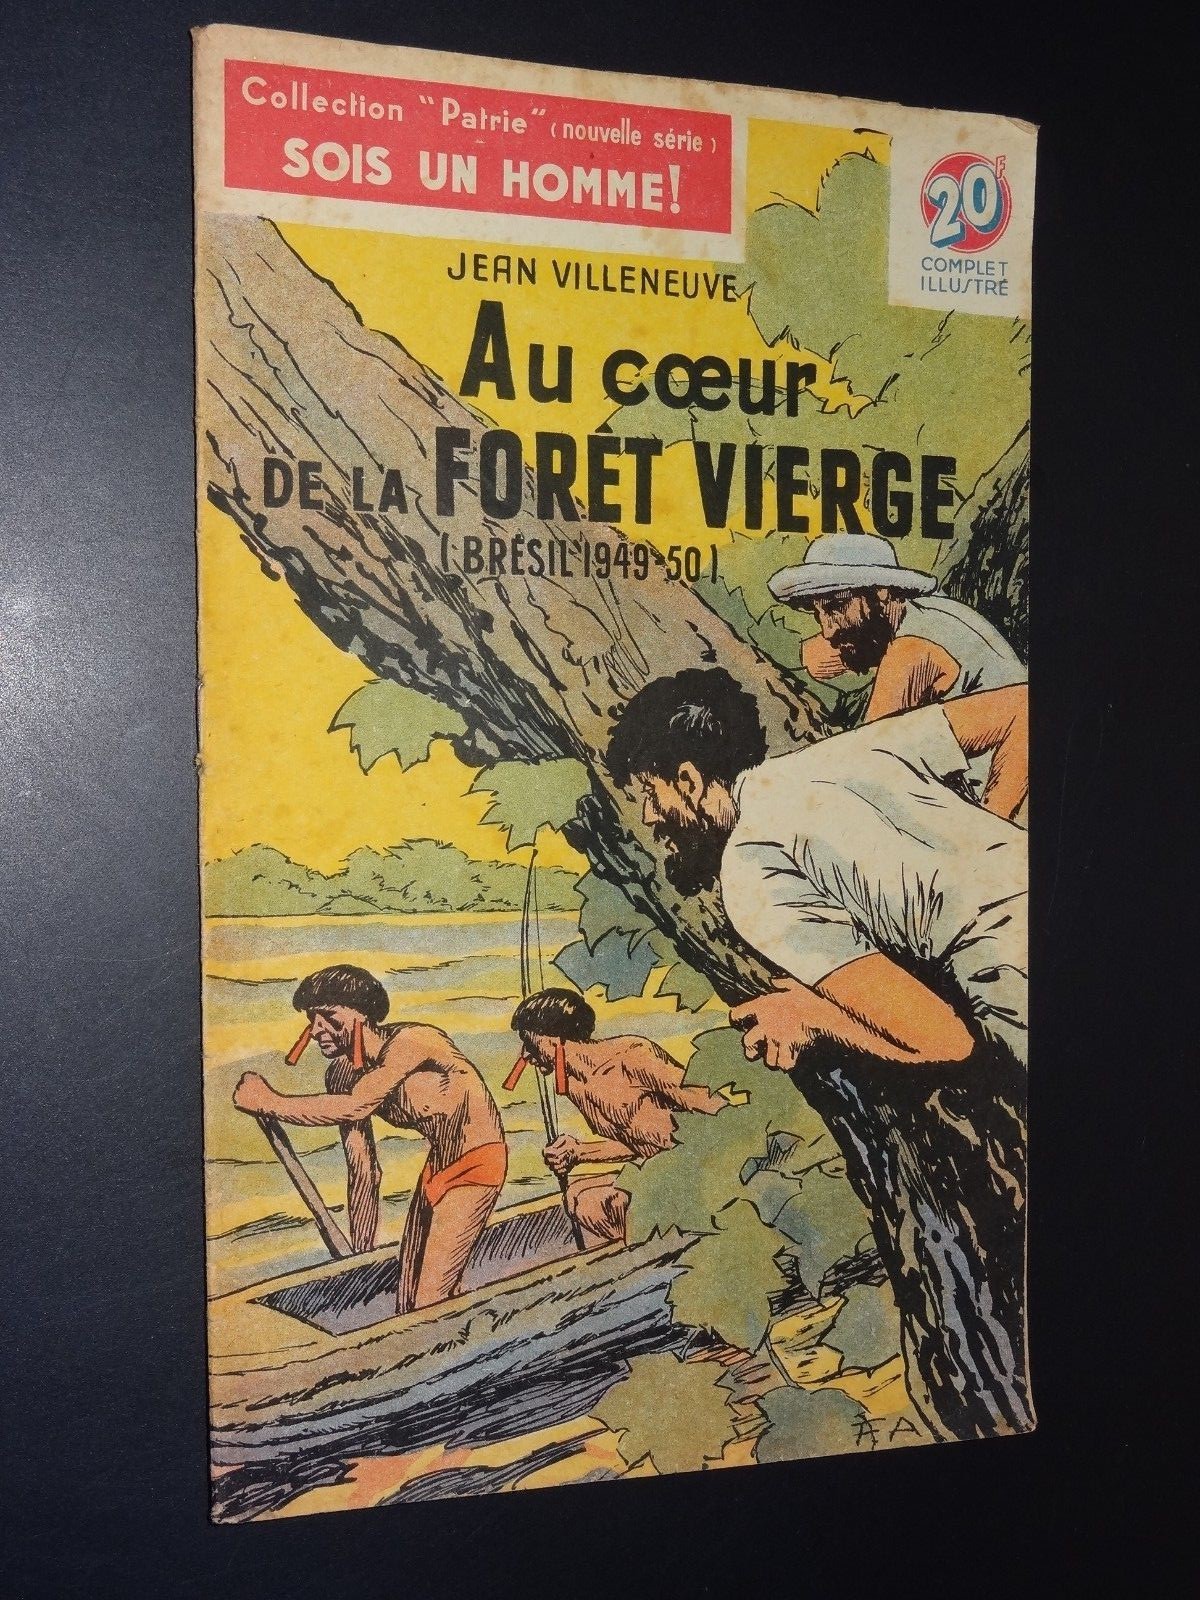 Collection "Patrie" (nouvelle série)
SOIS UN HOMME!
20F
COMPLET
ILLUSTRÉ
JEAN VILLENEUVE
Au cœur
DE LA FORÊT VIERGE
(BRÉSIL 1949-50)